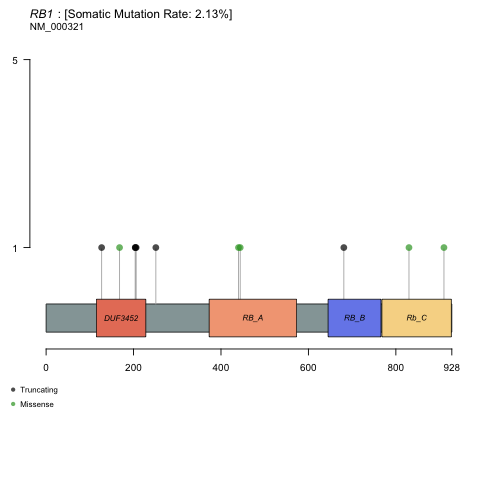 RB1 : [Somatic Mutation Rate: 2.13%]
NM_000321
5
1
DUF3452 RB_A RB_B Rb_C
0 200 400 600 800 928
Truncating
Missense